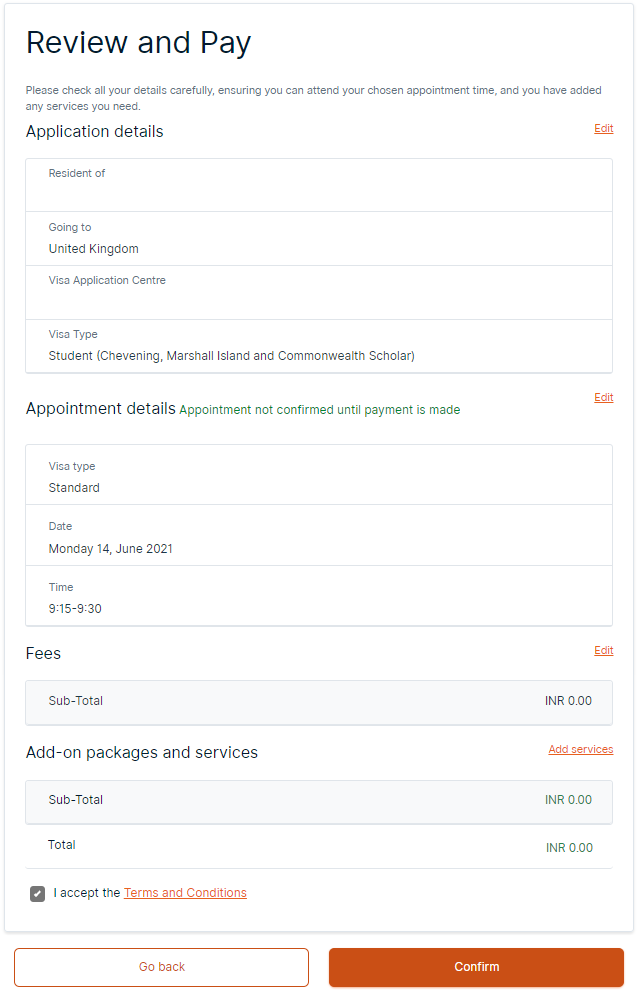 Review and Pay
Please check all your details carefully, ensuring you can attend your chosen appointment time, and you have added
any services you need.
Application details
Edit
Resident of
Going to
United Kingdom
Visa Application Centre
Visa Type
Student (Chevening, Marshall Island and Commonwealth Scholar)
Appointment details Appointment not confirmed until payment is made
Edit
Visa type
Standard
Date
Monday 14, June 2021
Time
9:15-9:30
Fees
Edit
Sub-Total INR 0.00
Add-on packages and services
Add services
Sub-Total INR 0.00
Total INR 0.00
I accept the Terms and Conditions
Go back
Confirm